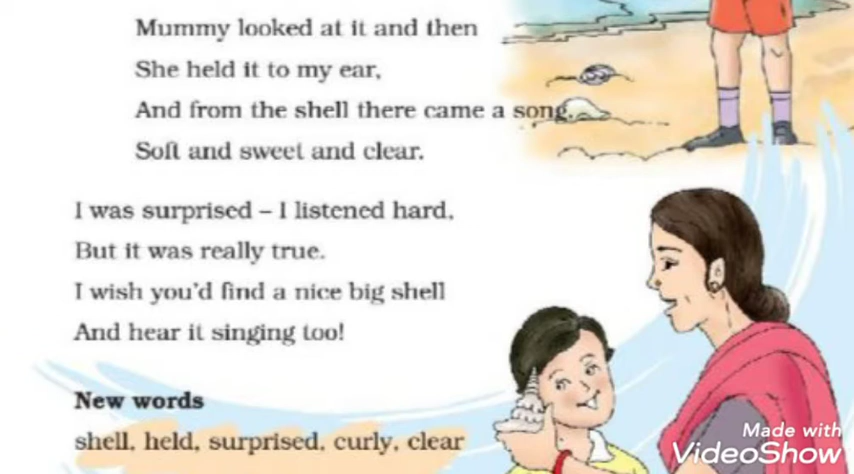 Mummy looked at it and then
She held it to my ear,
And from the shell there came a song
Soft and sweet and clear.
I was surprised – I listened hard,
But it was really true.
I wish you'd find a nice big shell
And hear it singing too!
New words
shell, held, surprised, curly, clear
Made with
VideoShow